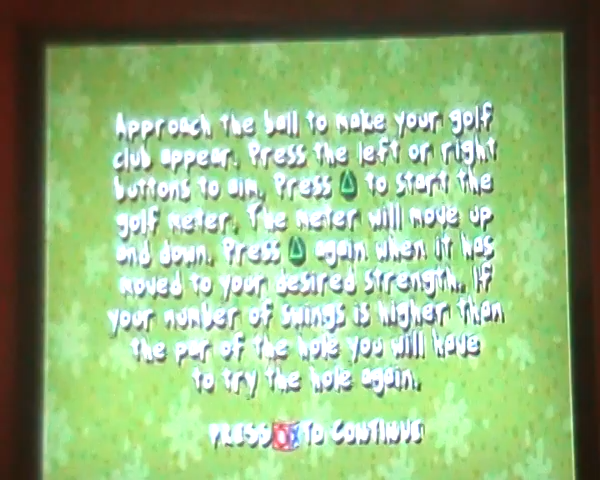 Approach the ball to make your golf
club appear. Press the left or right
buttons to aim. Press △ to start the
golf meter. The meter will move up
and down. Press △ again when it has
moved to your desired strength. If
your number of swings is higher than
the par of the hole you will have
to try the hole again.
PRESS O X TO CONTINUE